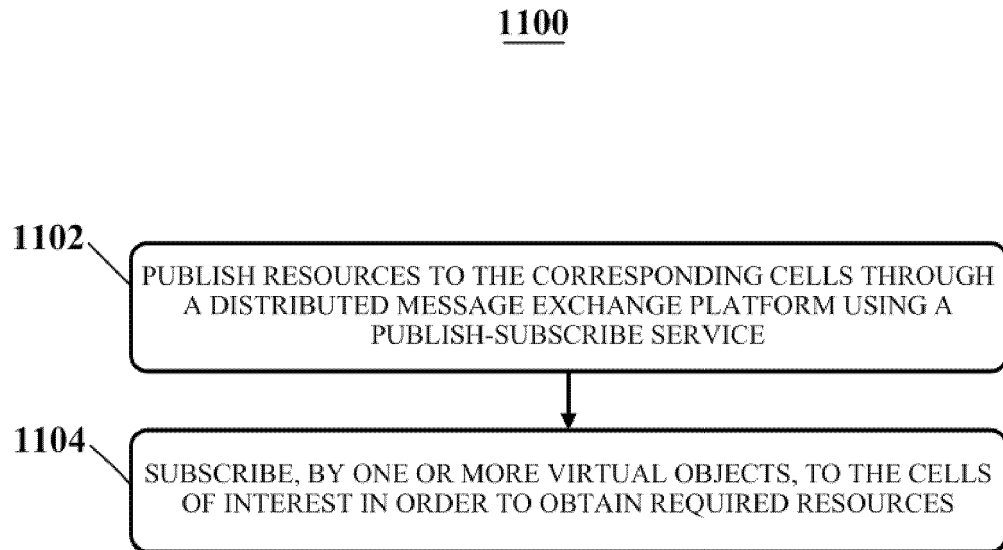 1100
1102
PUBLISH RESOURCES TO THE CORRESPONDING CELLS THROUGH
A DISTRIBUTED MESSAGE EXCHANGE PLATFORM USING A
PUBLISH-SUBSCRIBE SERVICE
1104
SUBSCRIBE, BY ONE OR MORE VIRTUAL OBJECTS, TO THE CELLS
OF INTEREST IN ORDER TO OBTAIN REQUIRED RESOURCES